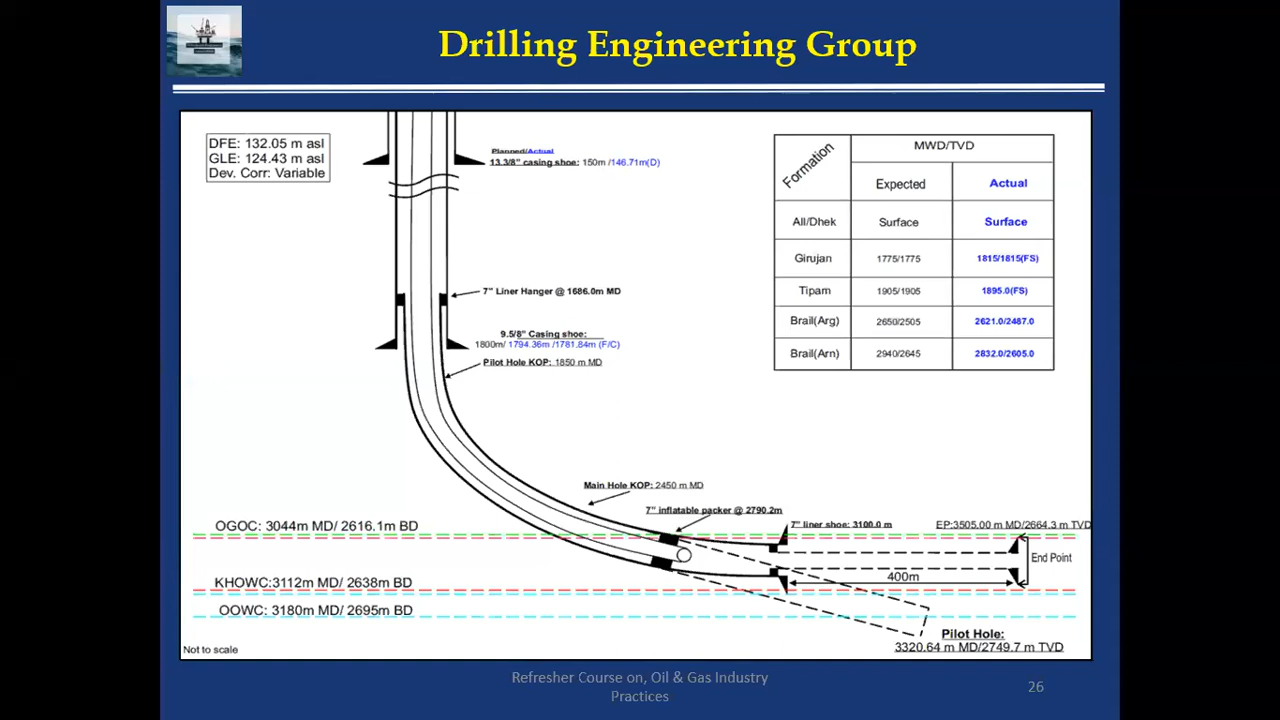 Drilling Engineering Group
DFE: 132.05 m asl
GLE: 124.43 m asl
Dev. Corr: Variable
Planned/Actual
13.3/8" casing shoe: 150m /146.71m(D)
7" Liner Hanger @ 1686.0m MD
9.5/8" Casing shoe:
1800m/ 1794.36m /1781.84m (F/C)
Pilot Hole KOP: 1850 m MD
Formation
MWD/TVD
Expected
Actual
All/Dhek
Surface
Surface
Girujan
1775/1775
1815/1815(FS)
Tipam
1905/1905
1895.0(FS)
Brail(Arg)
2650/2505
2621.0/2487.0
Brail(Arn)
2940/2645
2832.0/2605.0
Main Hole KOP: 2450 m MD
7" inflatable packer @ 2790.2m
OGOC: 3044m MD/ 2616.1m BD
7" liner shoe: 3100.0 m
EP:3505.00 m MD/2664.3 m TVD
End Point
400m
KHOWC:3112m MD/ 2638m BD
OOWC: 3180m MD/ 2695m BD
Pilot Hole:
3320.64 m MD/2749.7 m TVD
Not to scale
Refresher Course on, Oil & Gas Industry
Practices
26